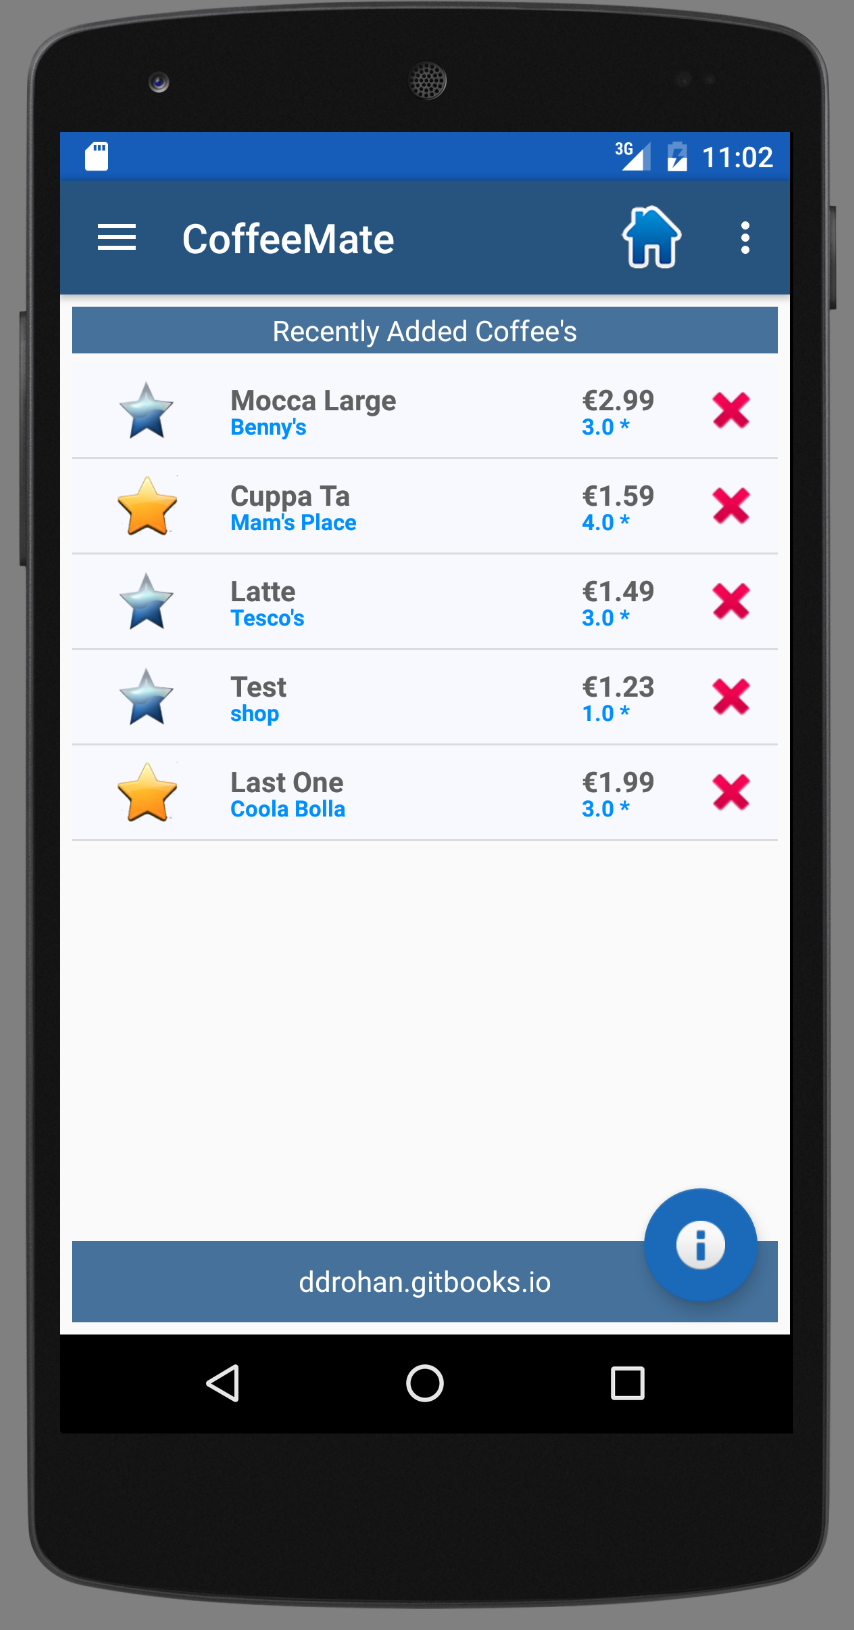 3G 11:02
CoffeeMate
Recently Added Coffee's
Mocca Large €2.99
Benny's 3.0 *
Cuppa Ta €1.59
Mam's Place 4.0 *
Latte €1.49
Tesco's 3.0 *
Test €1.23
shop 1.0 *
Last One €1.99
Coola Bolla 3.0 *
ddrohan.gitbooks.io